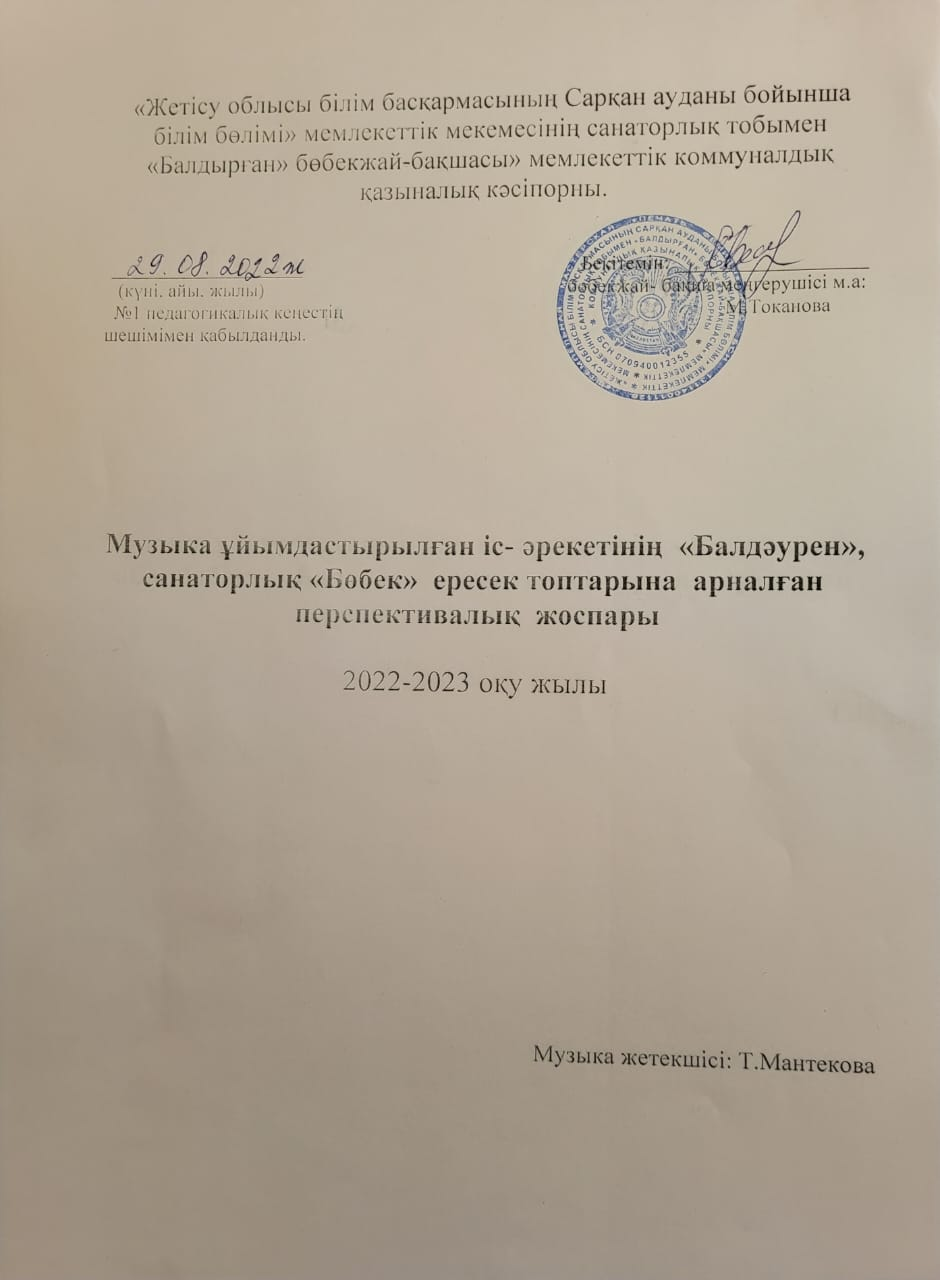 «Жетісу облысы білім басқармасының Сарқан ауданы бойынша
білім бөлімі» мемлекеттік мекемесінің санаторлық тобымен
«Балдырған» бөбекжай-бақшасы» мемлекеттік коммуналдық
қазыналық кәсіпорны.
29. 08. 2022ж
(күні, айы, жылы)
№1 педагогикалық кеңестің
шешімімен қабылданды.
Бекітемін:
бөбекжай- бақша меңгерушісі м.а:
М.Токанова
БСН 070940012355
Музыка ұйымдастырылған іс- әрекетінің «Балдәурен»,
санаторлық «Бөбек» ересек топтарына арналған
перспективалық жоспары
2022-2023 оқу жылы
Музыка жетекшісі: Т.Мантекова